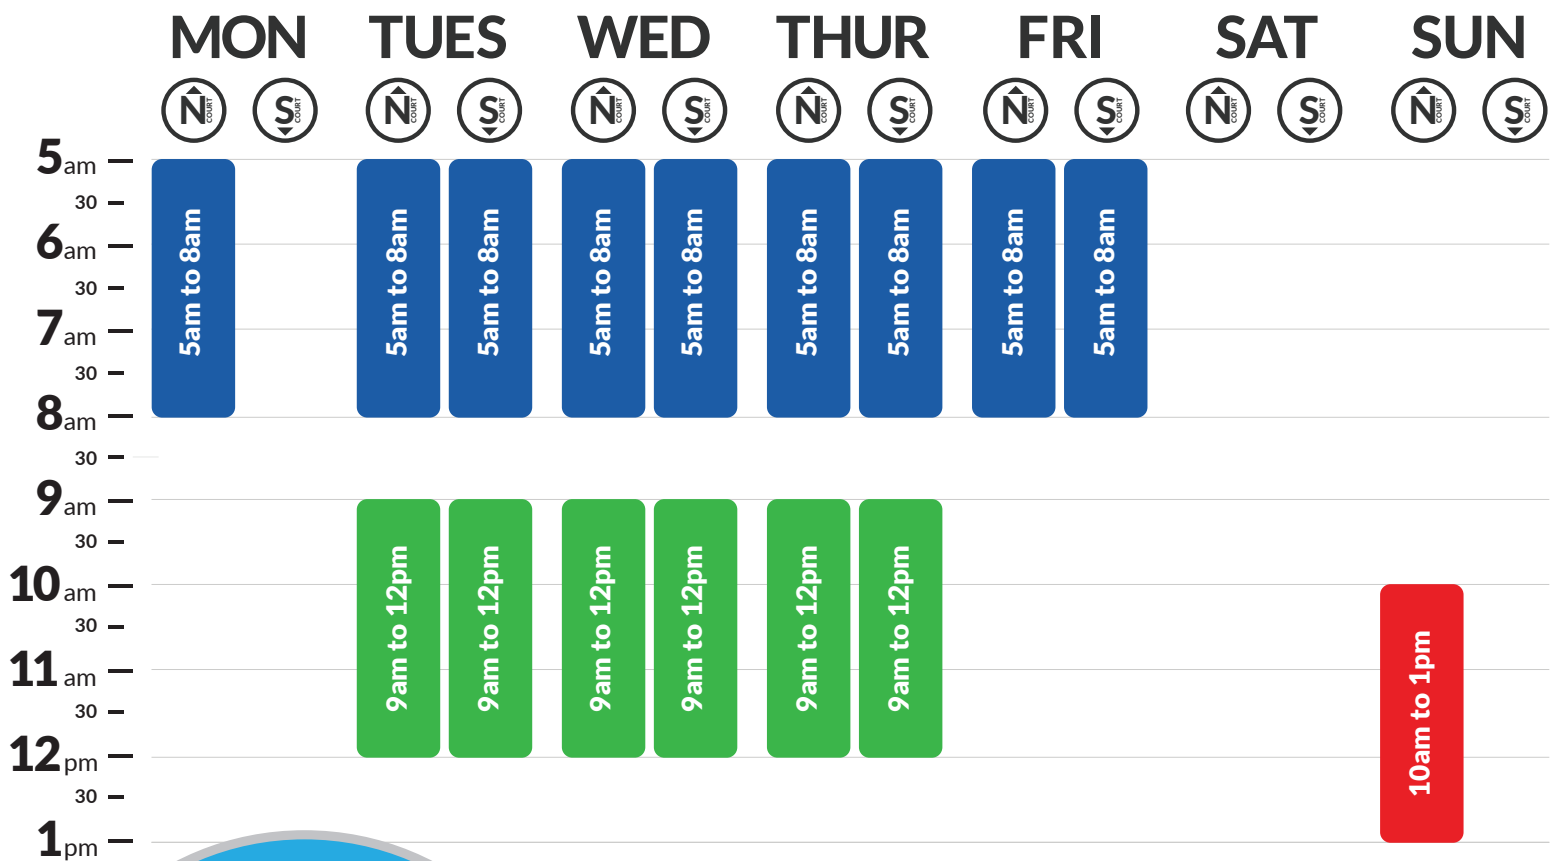 MON TUES WED THUR FRI SAT SUN
N COURT S COURT N COURT S COURT N COURT S COURT N COURT S COURT N COURT S COURT N COURT S COURT N COURT S COURT
5am
30
6am
30
7am
30
8am
30
9am
30
10am
30
11am
30
12pm
30
1pm
5am to 8am
5am to 8am
5am to 8am
5am to 8am
5am to 8am
5am to 8am
5am to 8am
5am to 8am
5am to 8am
9am to 12pm
9am to 12pm
9am to 12pm
9am to 12pm
9am to 12pm
9am to 12pm
10am to 1pm